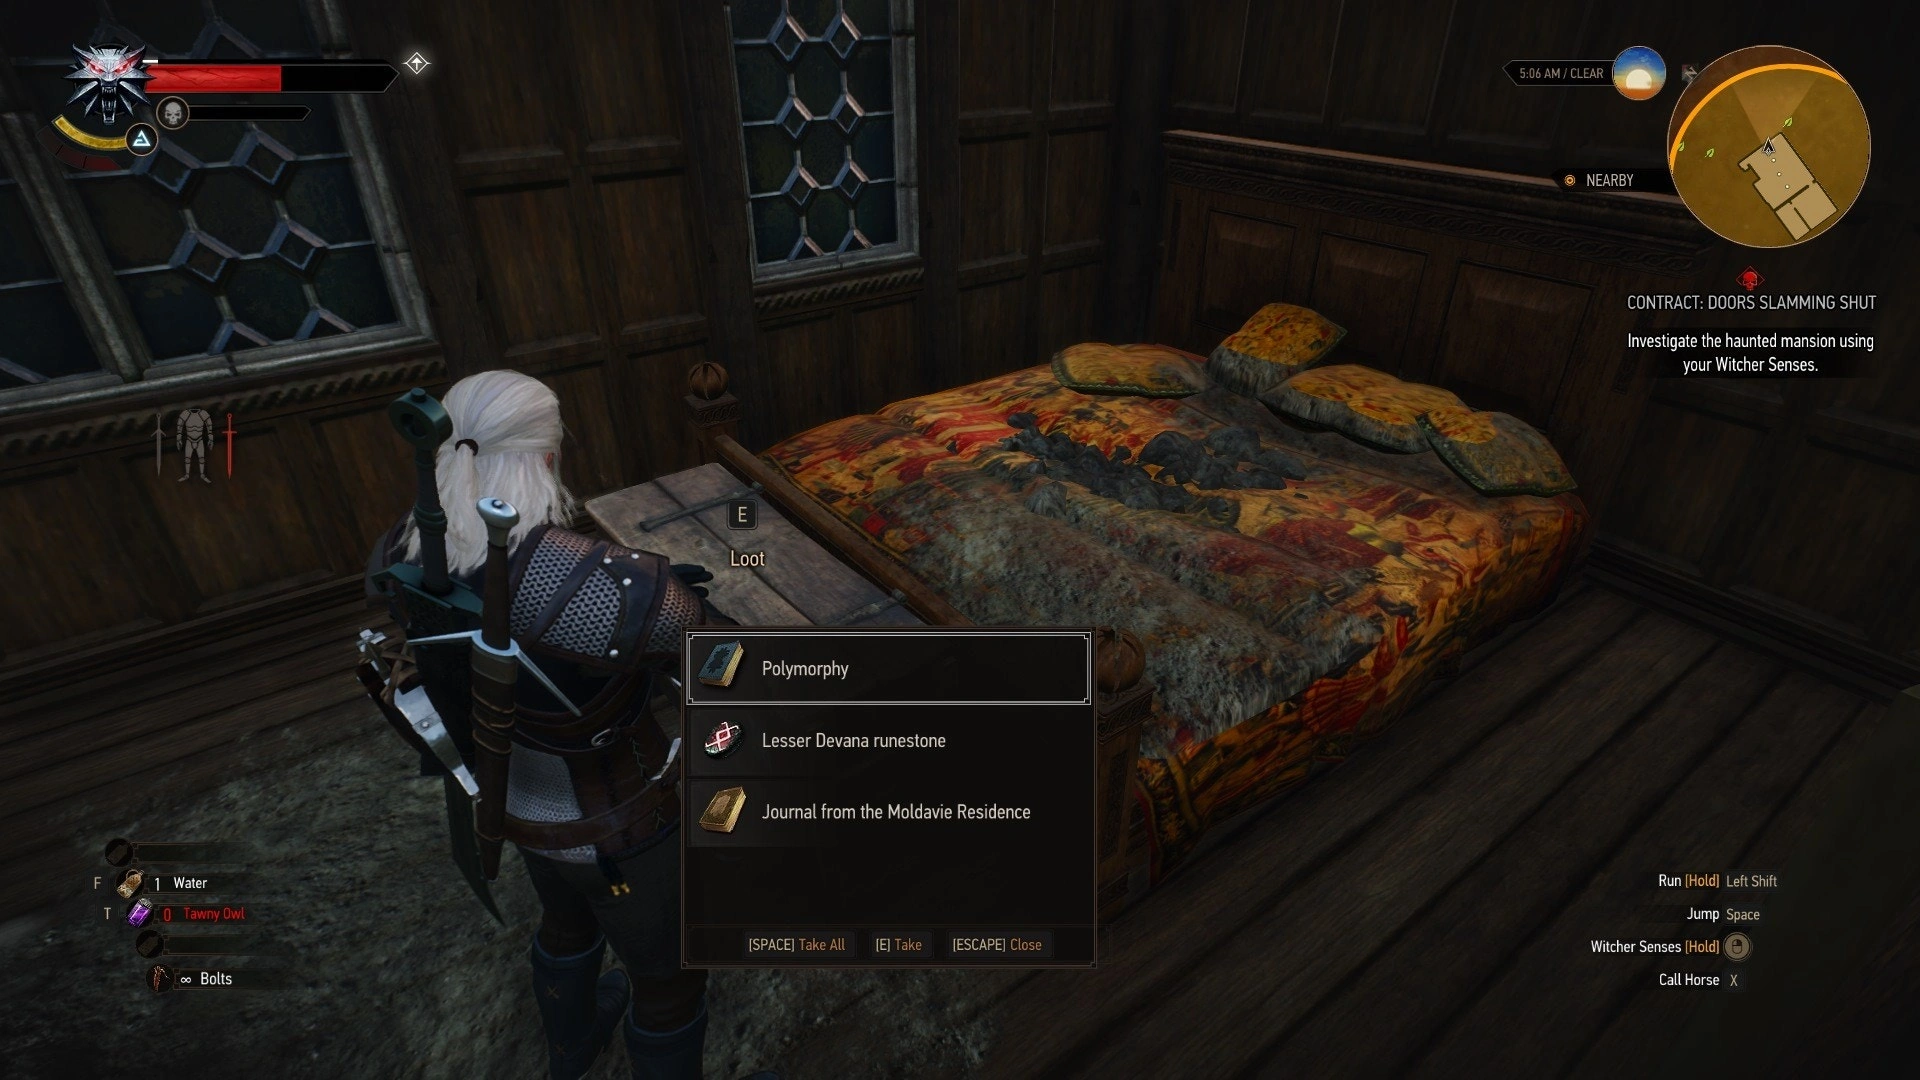 5:06 AM / CLEAR
NEARBY
CONTRACT: DOORS SLAMMING SHUT
Investigate the haunted mansion using
your Witcher Senses.
E
Loot
Polymorphy
Lesser Devana runestone
Journal from the Moldavie Residence
[SPACE] Take All [E] Take [ESCAPE] Close
F 1 Water
T 0 Tawny Owl
∞ Bolts
Run [Hold] Left Shift
Jump Space
Witcher Senses [Hold]
Call Horse X